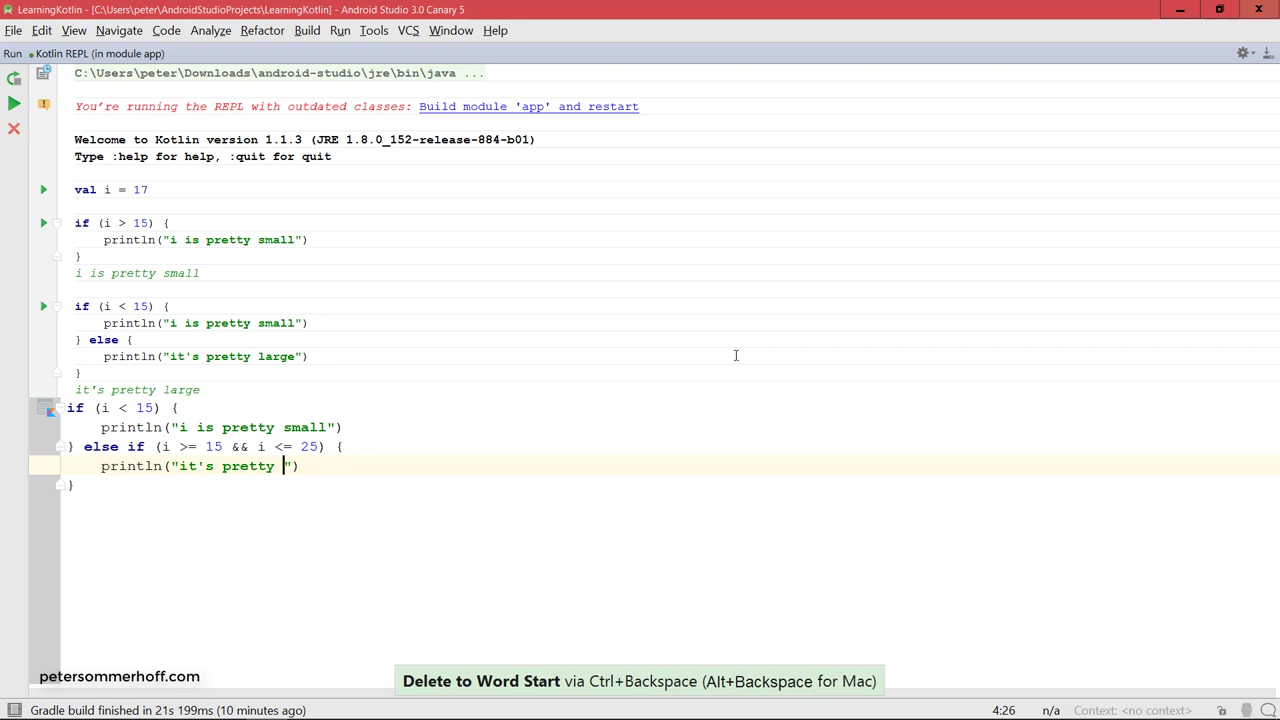 LearningKotlin - [C:\Users\peter\AndroidStudioProjects\LearningKotlin] - Android Studio 3.0 Canary 5
File Edit View Navigate Code Analyze Refactor Build Run Tools VCS Window Help
Run Kotlin REPL (in module app)
C:\Users\peter\Downloads\android-studio\jre\bin\java ...
You're running the REPL with outdated classes: Build module 'app' and restart
Welcome to Kotlin version 1.1.3 (JRE 1.8.0_152-release-884-b01)
Type :help for help, :quit for quit
val i = 17
if (i > 15) {
println("i is pretty small")
}
i is pretty small
if (i < 15) {
println("i is pretty small")
} else {
println("it's pretty large")
}
it's pretty large
if (i < 15) {
println("i is pretty small")
} else if (i >= 15 && i <= 25) {
println("it's pretty ")
}
petersommerhoff.com
Delete to Word Start via Ctrl+Backspace (Alt+Backspace for Mac)
Gradle build finished in 21s 199ms (10 minutes ago) 4:26 n/a Context: <no context>